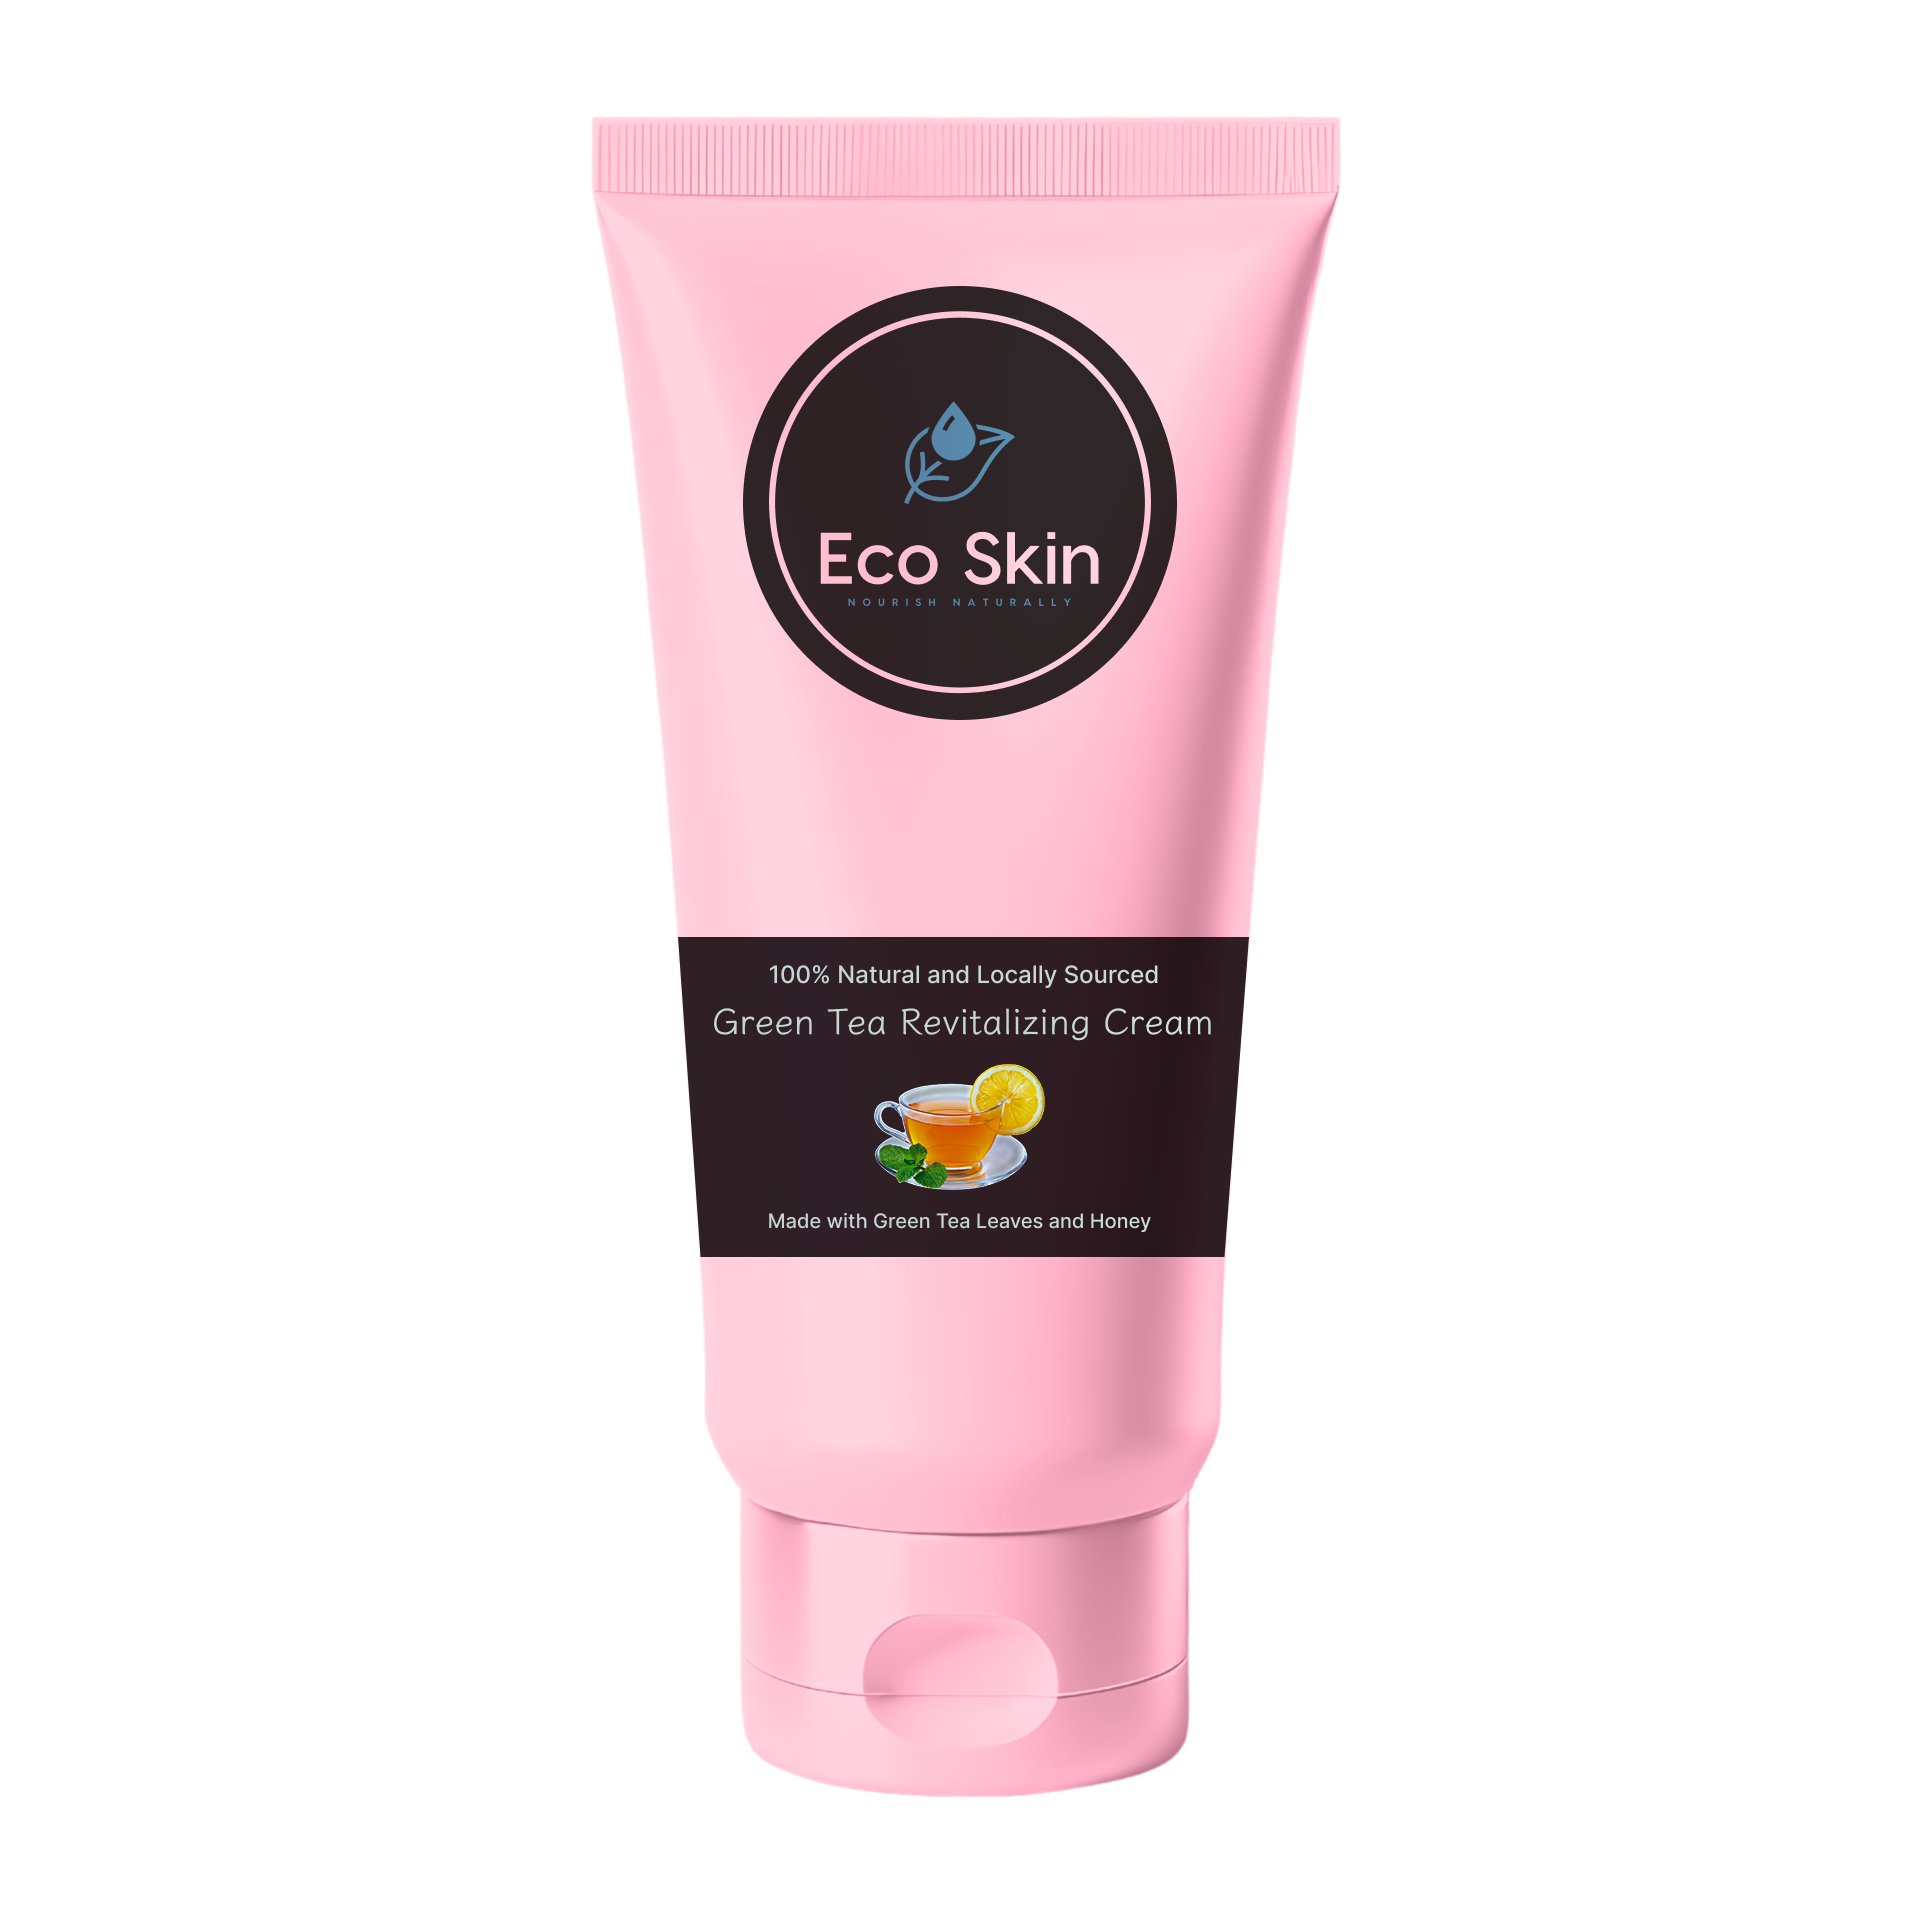 Eco Skin
NOURISH NATURALLY
100% Natural and Locally Sourced
Green Tea Revitalizing Cream
Made with Green Tea Leaves and Honey